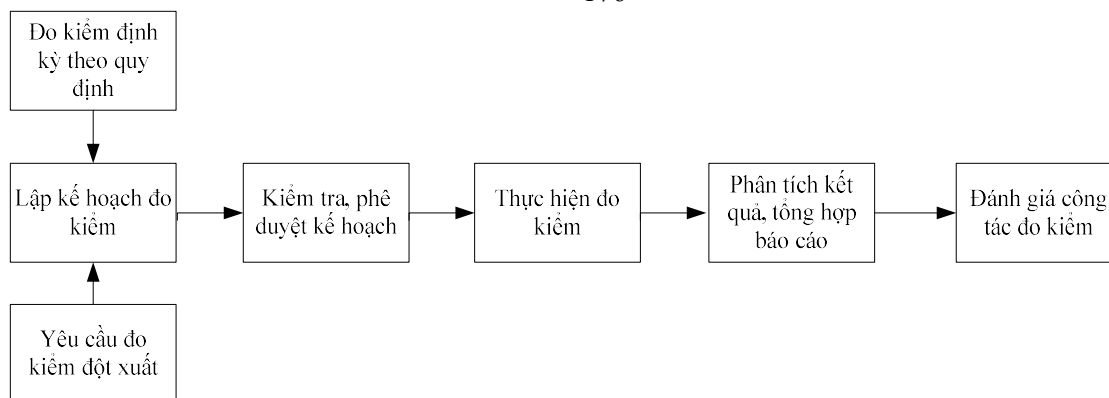 Đo kiểm định
kỳ theo quy
định
Lập kế hoạch đo
kiểm
Kiểm tra, phê
duyệt kế hoạch
Thực hiện đo
kiểm
Phân tích kết
quả, tổng hợp
báo cáo
Đánh giá công
tác đo kiểm
Yêu cầu đo
kiểm đột xuất